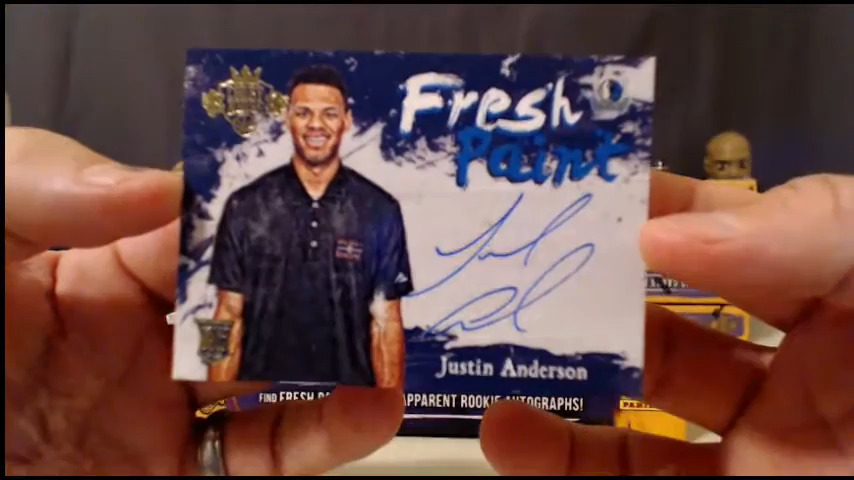 Fresh
Paint
Justin Anderson
FIND FRESH APPARENT ROOKIE AUTOGRAPHS!